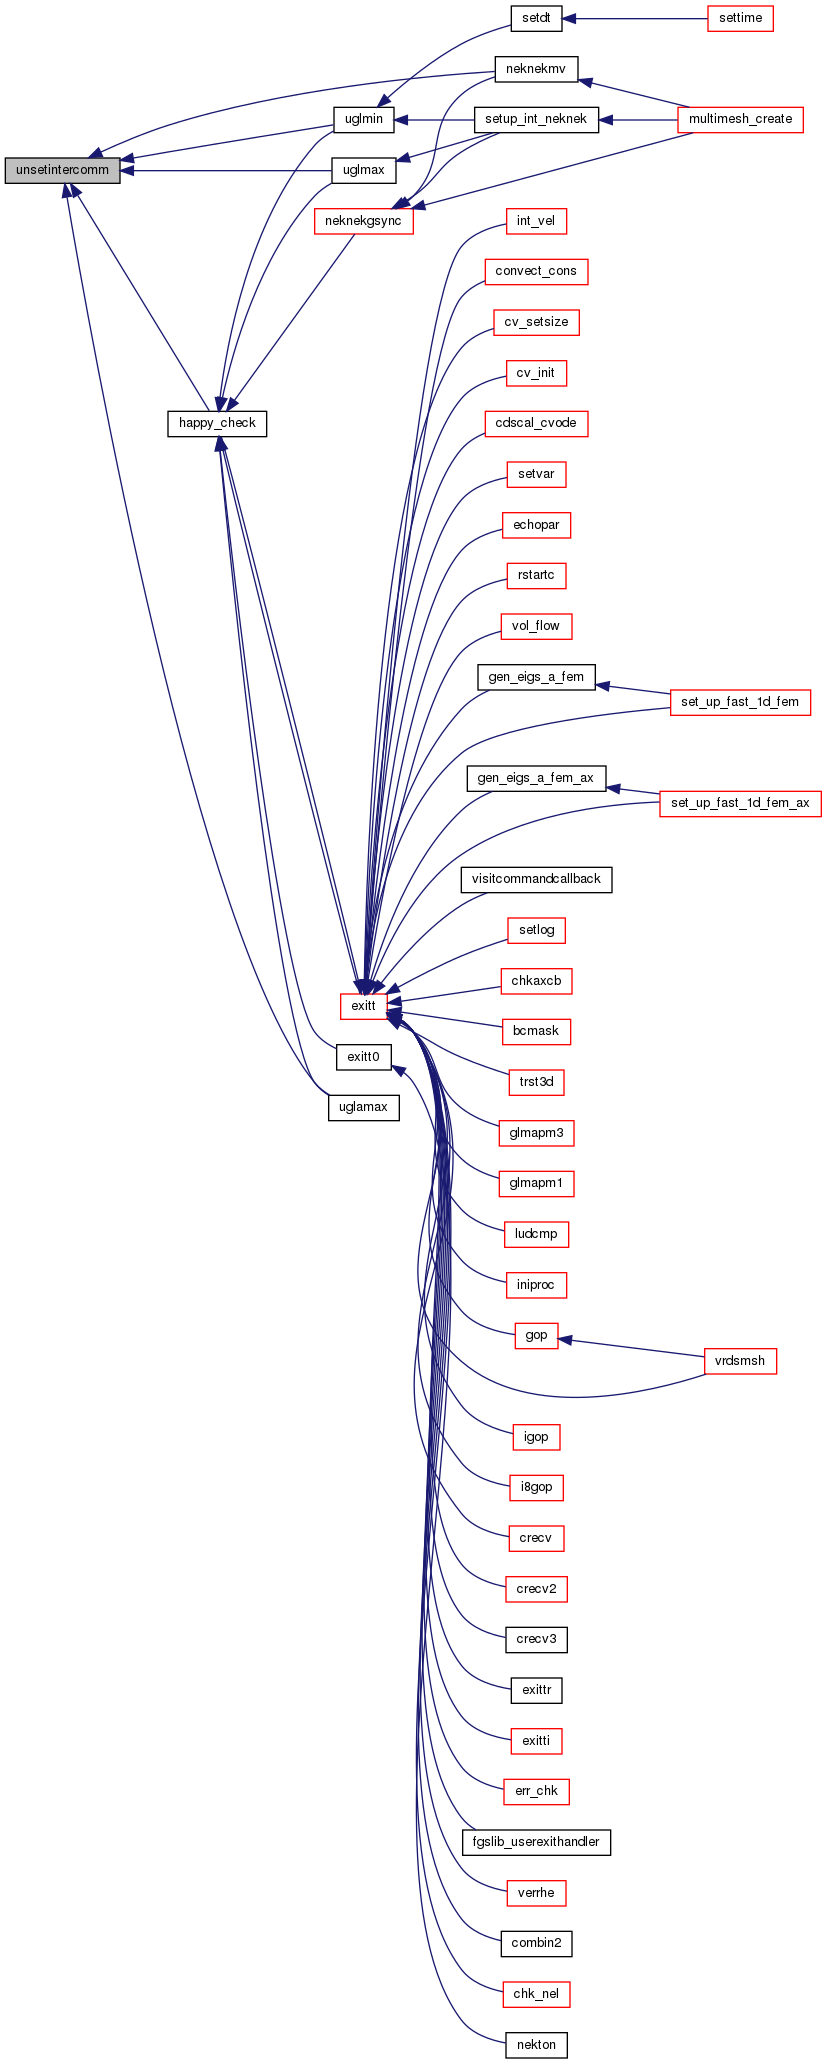 setdt
settime
neknekmv
uglmin
setup_int_neknek
multimesh_create
unsetintercomm
uglmax
neknekgsync
int_vel
convect_cons
cv_setsize
cv_init
happy_check
cdscal_cvode
setvar
echopar
rstartc
vol_flow
gen_eigs_a_fem
set_up_fast_1d_fem
gen_eigs_a_fem_ax
set_up_fast_1d_fem_ax
visitcommandcallback
setlog
chkaxcb
exitt
bcmask
exitt0
trst3d
uglamax
glmapm3
glmapm1
ludcmp
iniproc
gop
vrdsmsh
igop
i8gop
crecv
crecv2
crecv3
exittr
exitti
err_chk
fgslib_userexithandler
verrhe
combin2
chk_nel
nekton